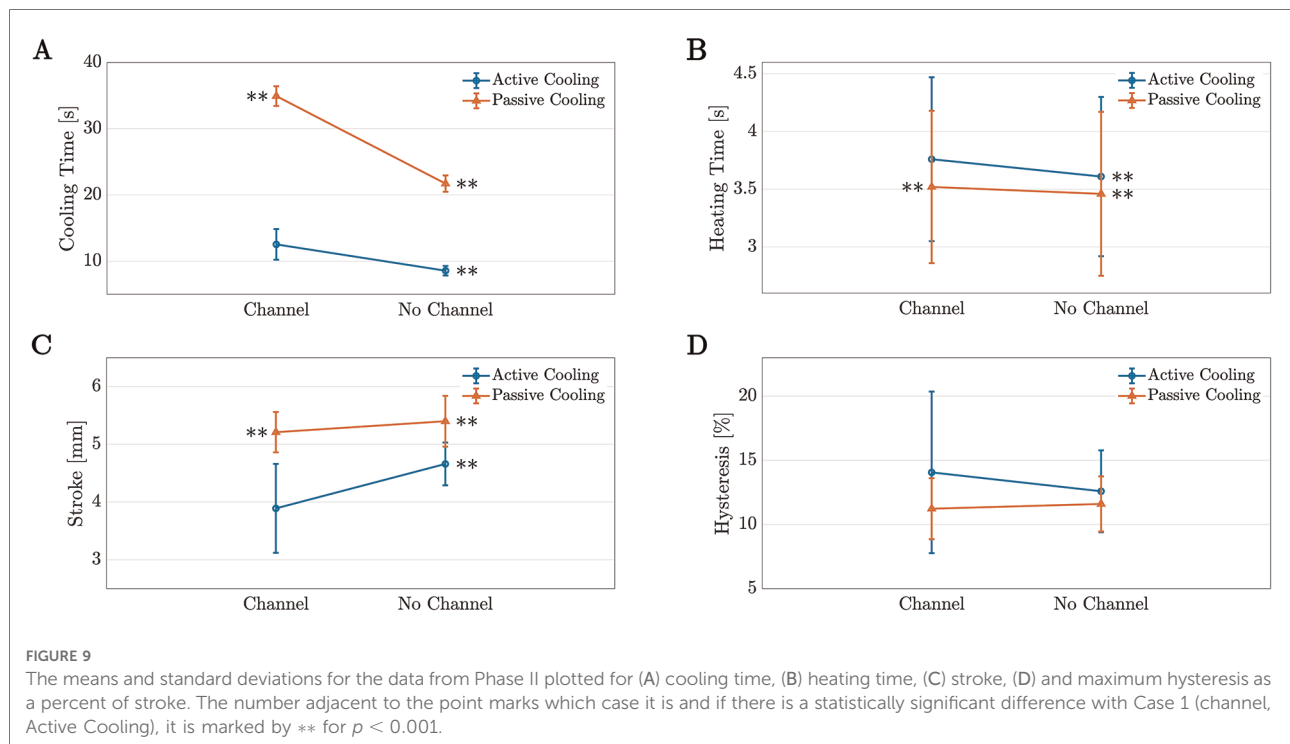 A
Cooling Time [s]
40
30
20
10
Active Cooling
Passive Cooling
**
**
**
Channel
No Channel
B
Heating Time [s]
4.5
4
3.5
3
Active Cooling
Passive Cooling
**
**
**
Channel
No Channel
C
Stroke [mm]
6
5
4
3
Active Cooling
Passive Cooling
**
**
**
Channel
No Channel
D
Hysteresis [%]
20
15
10
5
Active Cooling
Passive Cooling
Channel
No Channel
FIGURE 9
The means and standard deviations for the data from Phase II plotted for (A) cooling time, (B) heating time, (C) stroke, (D) and maximum hysteresis as
a percent of stroke. The number adjacent to the point marks which case it is and if there is a statistically significant difference with Case 1 (channel,
Active Cooling), it is marked by ** for p < 0.001.